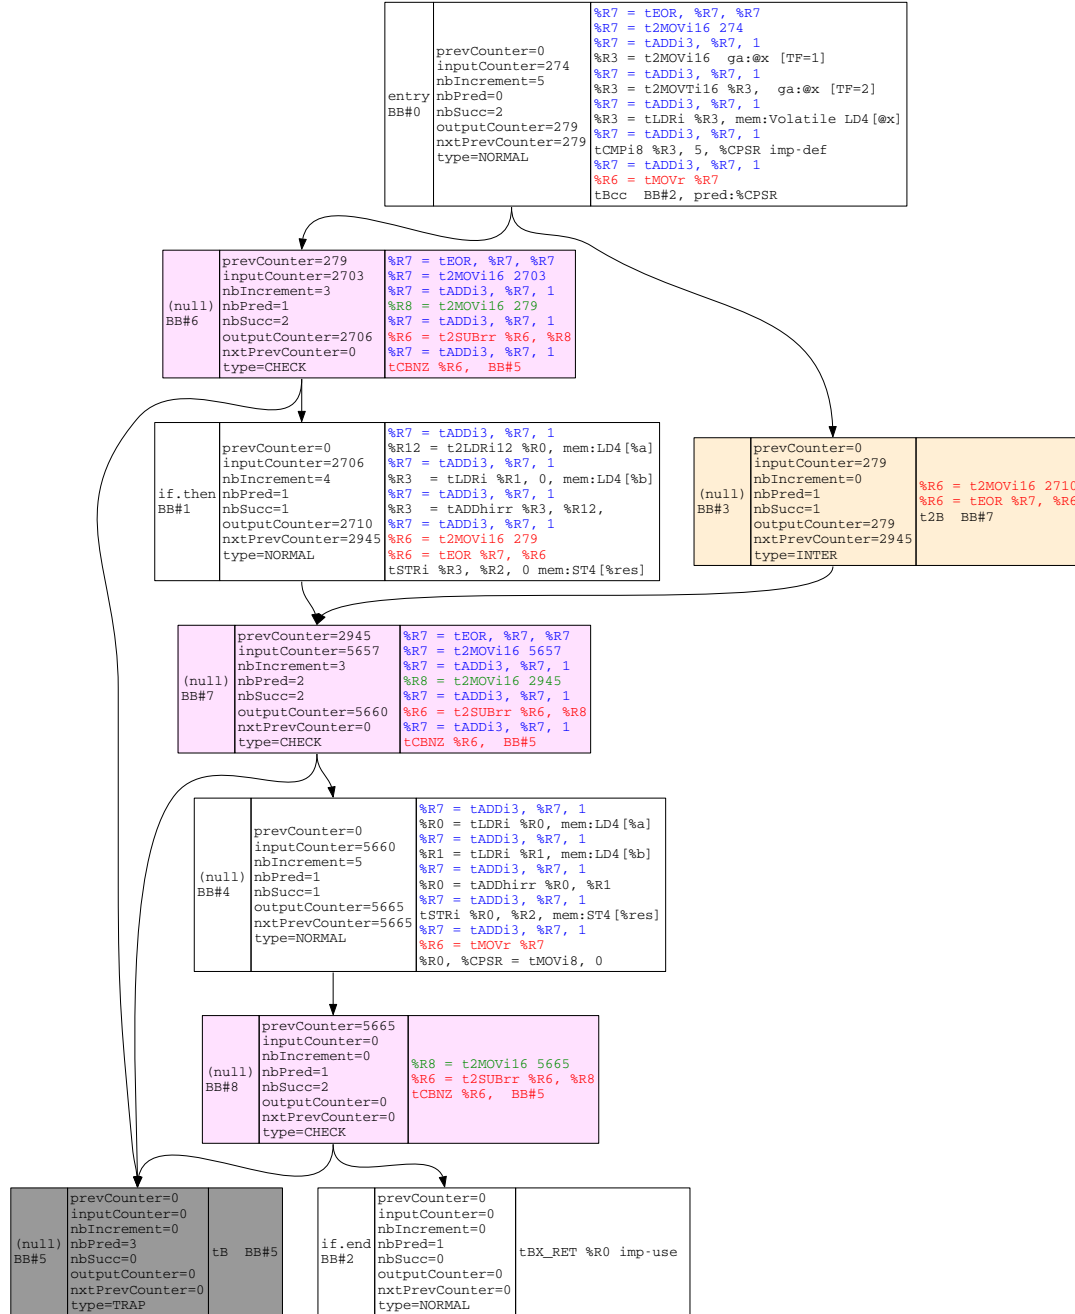 entry
BB#0
prevCounter=0
inputCounter=274
nbIncrement=5
nbPred=0
nbSucc=2
outputCounter=279
nxtPrevCounter=279
type=NORMAL
%R7 = tEOR, %R7, %R7
%R7 = t2MOVi16 274
%R7 = tADDi3, %R7, 1
%R3 = t2MOVi16  ga:@x [TF=1]
%R7 = tADDi3, %R7, 1
%R3 = t2MOVTi16 %R3,  ga:@x [TF=2]
%R7 = tADDi3, %R7, 1
%R3 = tLDRi %R3, mem:Volatile LD4[@x]
%R7 = tADDi3, %R7, 1
tCMPi8 %R3, 5, %CPSR imp-def
%R7 = tADDi3, %R7, 1
%R6 = tMOVr %R7
tBcc  BB#2, pred:%CPSR
(null)
BB#6
prevCounter=279
inputCounter=2703
nbIncrement=3
nbPred=1
nbSucc=2
outputCounter=2706
nxtPrevCounter=0
type=CHECK
%R7 = tEOR, %R7, %R7
%R7 = t2MOVi16 2703
%R7 = tADDi3, %R7, 1
%R8 = t2MOVi16 279
%R7 = tADDi3, %R7, 1
%R6 = t2SUBrr %R6, %R8
%R7 = tADDi3, %R7, 1
tCBNZ %R6,  BB#5
if.then
BB#1
prevCounter=0
inputCounter=2706
nbIncrement=4
nbPred=1
nbSucc=1
outputCounter=2710
nxtPrevCounter=2945
type=NORMAL
%R7 = tADDi3, %R7, 1
%R12 = t2LDRi12 %R0, mem:LD4[%a]
%R7 = tADDi3, %R7, 1
%R3  = tLDRi %R1, 0, mem:LD4[%b]
%R7 = tADDi3, %R7, 1
%R3  = tADDhirr %R3, %R12,
%R7 = tADDi3, %R7, 1
%R6 = t2MOVi16 279
%R6 = tEOR %R7, %R6
tSTRi %R3, %R2, 0 mem:ST4[%res]
(null)
BB#3
prevCounter=0
inputCounter=279
nbIncrement=0
nbPred=1
nbSucc=1
outputCounter=279
nxtPrevCounter=2945
type=INTER
%R6 = t2MOVi16 2710
%R6 = tEOR %R7, %R6
t2B  BB#7
(null)
BB#7
prevCounter=2945
inputCounter=5657
nbIncrement=3
nbPred=2
nbSucc=2
outputCounter=5660
nxtPrevCounter=0
type=CHECK
%R7 = tEOR, %R7, %R7
%R7 = t2MOVi16 5657
%R7 = tADDi3, %R7, 1
%R8 = t2MOVi16 2945
%R7 = tADDi3, %R7, 1
%R6 = t2SUBrr %R6, %R8
%R7 = tADDi3, %R7, 1
tCBNZ %R6,  BB#5
(null)
BB#4
prevCounter=0
inputCounter=5660
nbIncrement=5
nbPred=1
nbSucc=1
outputCounter=5665
nxtPrevCounter=5665
type=NORMAL
%R7 = tADDi3, %R7, 1
%R0 = tLDRi %R0, mem:LD4[%a]
%R7 = tADDi3, %R7, 1
%R1 = tLDRi %R1, mem:LD4[%b]
%R7 = tADDi3, %R7, 1
%R0 = tADDhirr %R0, %R1
%R7 = tADDi3, %R7, 1
tSTRi %R0, %R2, mem:ST4[%res]
%R7 = tADDi3, %R7, 1
%R6 = tMOVr %R7
%R0, %CPSR = tMOVi8, 0
(null)
BB#8
prevCounter=5665
inputCounter=0
nbIncrement=0
nbPred=1
nbSucc=2
outputCounter=0
nxtPrevCounter=0
type=CHECK
%R8 = t2MOVi16 5665
%R6 = t2SUBrr %R6, %R8
tCBNZ %R6,  BB#5
(null)
BB#5
prevCounter=0
inputCounter=0
nbIncrement=0
nbPred=3
nbSucc=0
outputCounter=0
nxtPrevCounter=0
type=TRAP
tB  BB#5
if.end
BB#2
prevCounter=0
inputCounter=0
nbIncrement=0
nbPred=1
nbSucc=0
outputCounter=0
nxtPrevCounter=0
type=NORMAL
tBX_RET %R0 imp-use